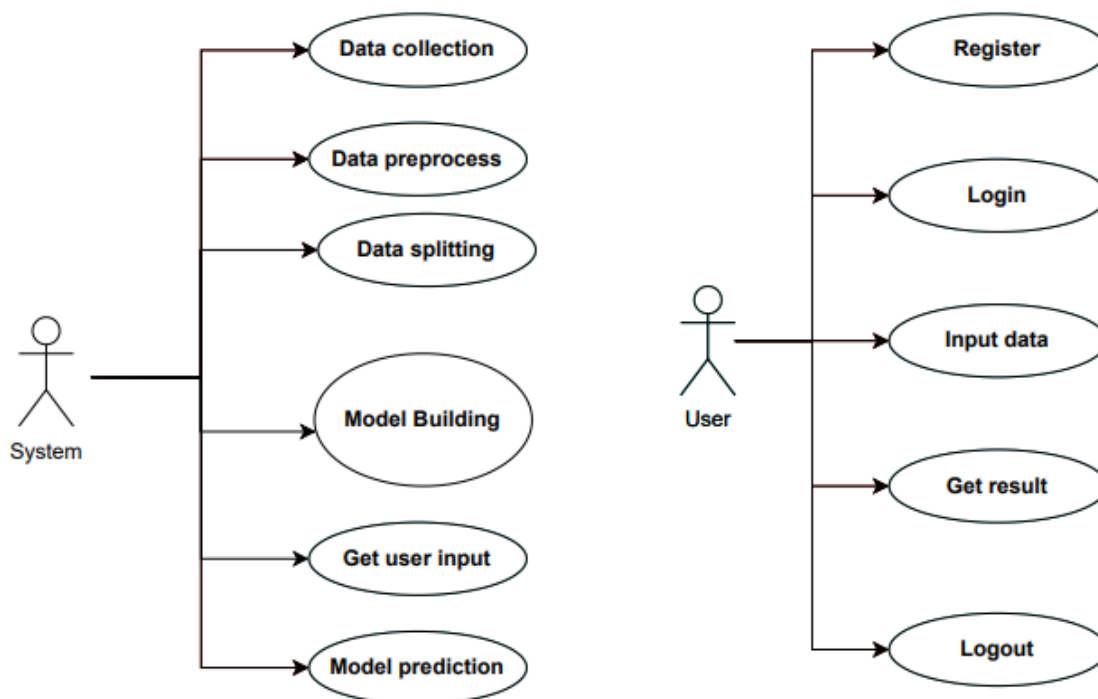 Data collection
Data preprocess
Data splitting
Model Building
Get user input
Model prediction
System
Register
Login
Input data
Get result
Logout
User